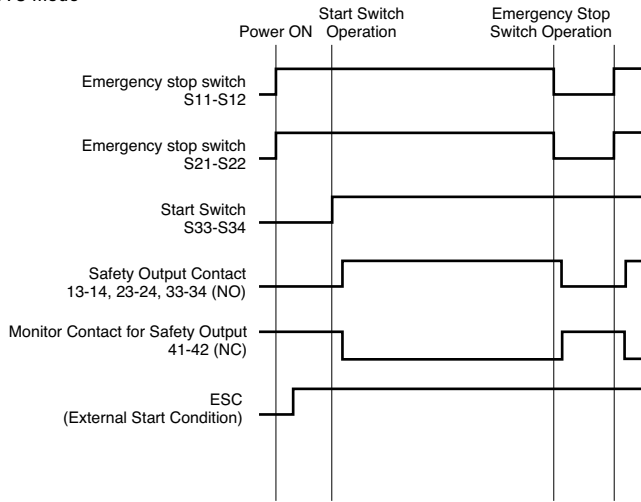 Start Switch
Operation
Emergency Stop
Switch Operation
Power ON
Emergency stop switch
S11-S12
Emergency stop switch
S21-S22
Start Switch
S33-S34
Safety Output Contact
13-14, 23-24, 33-34 (NO)
Monitor Contact for Safety Output
41-42 (NC)
ESC
(External Start Condition)